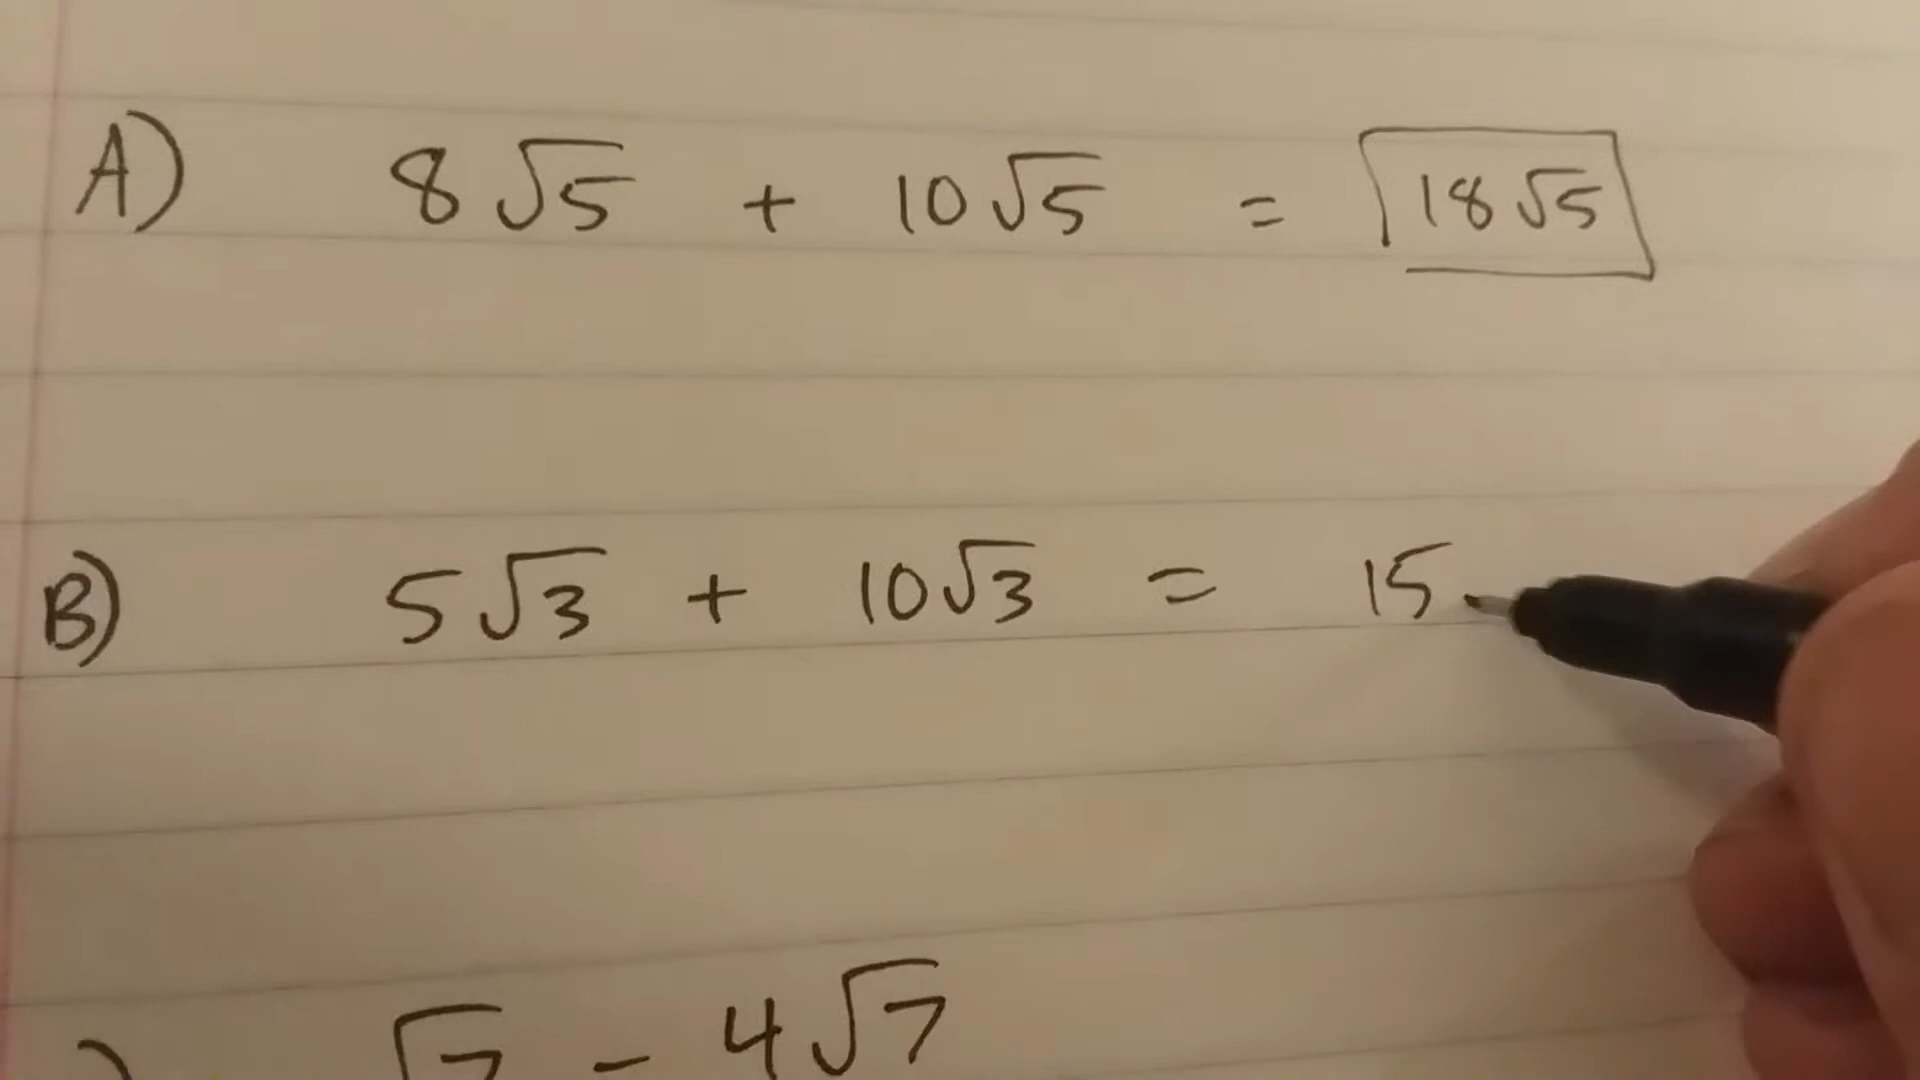 A) 8√5 + 10√5 = 18√5
B) 5√3 + 10√3 = 15
) √7 - 4√7